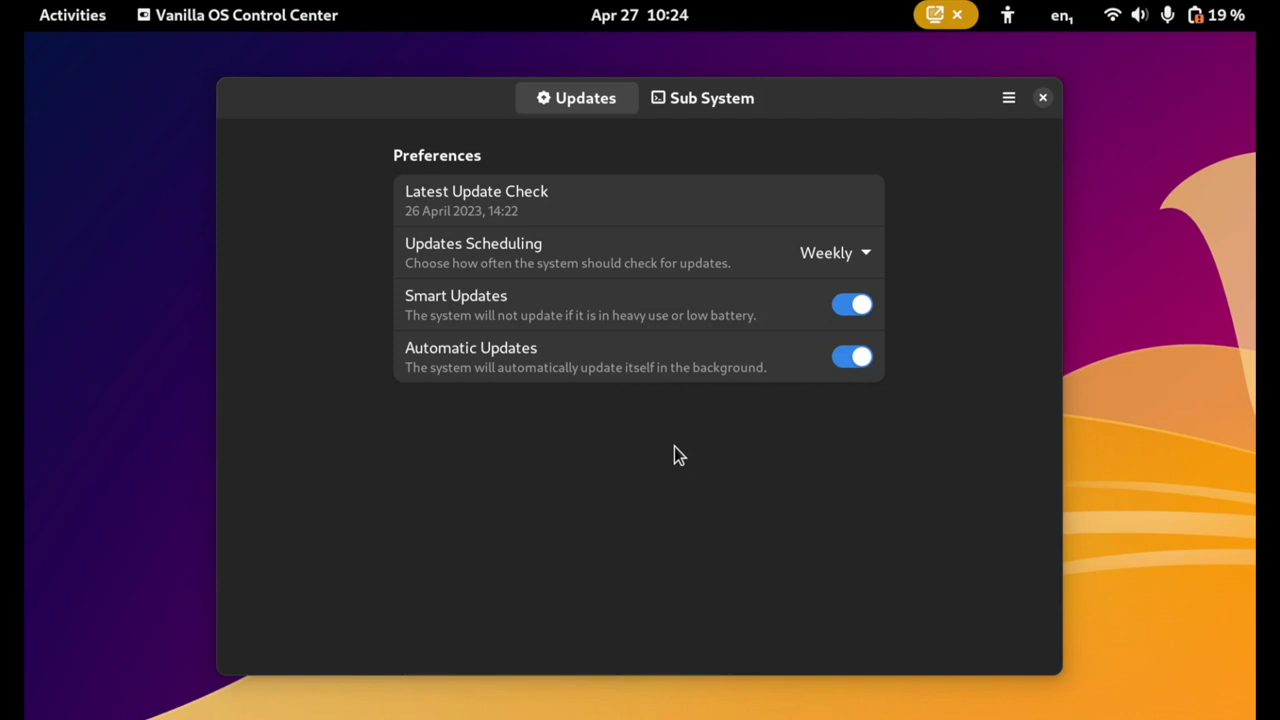 Activities Vanilla OS Control Center Apr 27 10:24 en₁ 19 %
Updates Sub System
Preferences
Latest Update Check
26 April 2023, 14:22
Updates Scheduling
Choose how often the system should check for updates.
Weekly
Smart Updates
The system will not update if it is in heavy use or low battery.
Automatic Updates
The system will automatically update itself in the background.